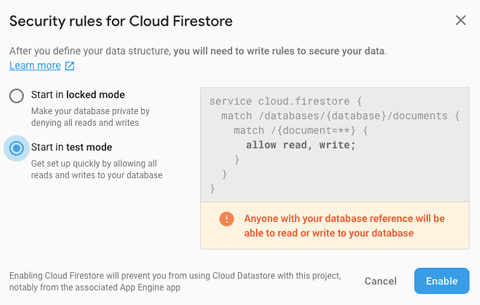 Security rules for Cloud Firestore
After you define your data structure, you will need to write rules to secure your data.
Learn more
Start in locked mode
Make your database private by
denying all reads and writes
Start in test mode
Get set up quickly by allowing all
reads and writes to your database
service cloud.firestore {
  match /databases/{database}/documents {
    match /{document=**} {
      allow read, write;
    }
  }
}
Anyone with your database reference will be
able to read or write to your database
Enabling Cloud Firestore will prevent you from using Cloud Datastore with this project,
notably from the associated App Engine app
Cancel
Enable